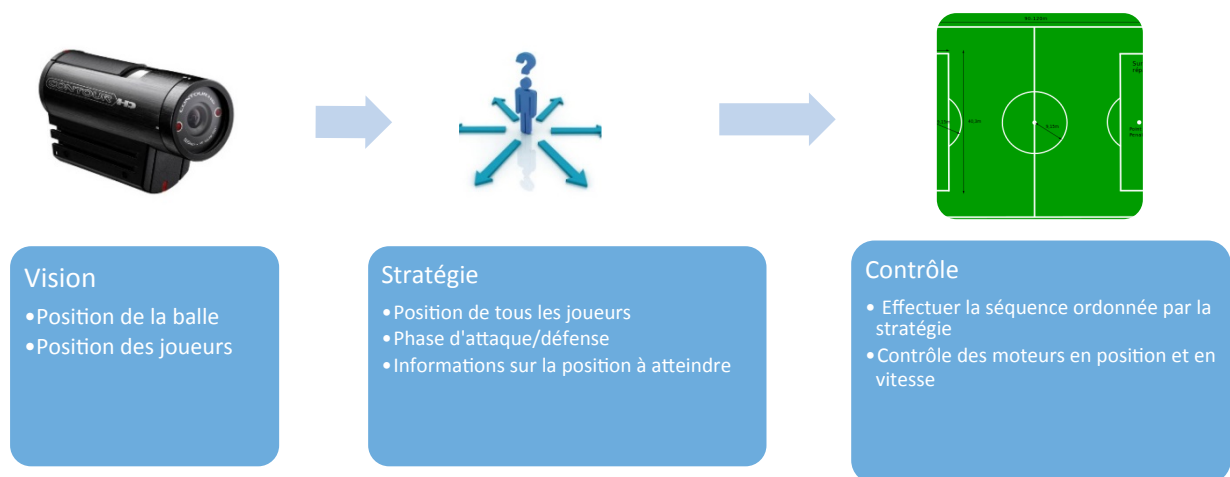 CONTOUR HD
?
Vision
•Position de la balle
•Position des joueurs
Stratégie
•Position de tous les joueurs
•Phase d'attaque/défense
•Informations sur la position à atteindre
Contrôle
• Effectuer la séquence ordonnée par la
stratégie
•Contrôle des moteurs en position et en
vitesse